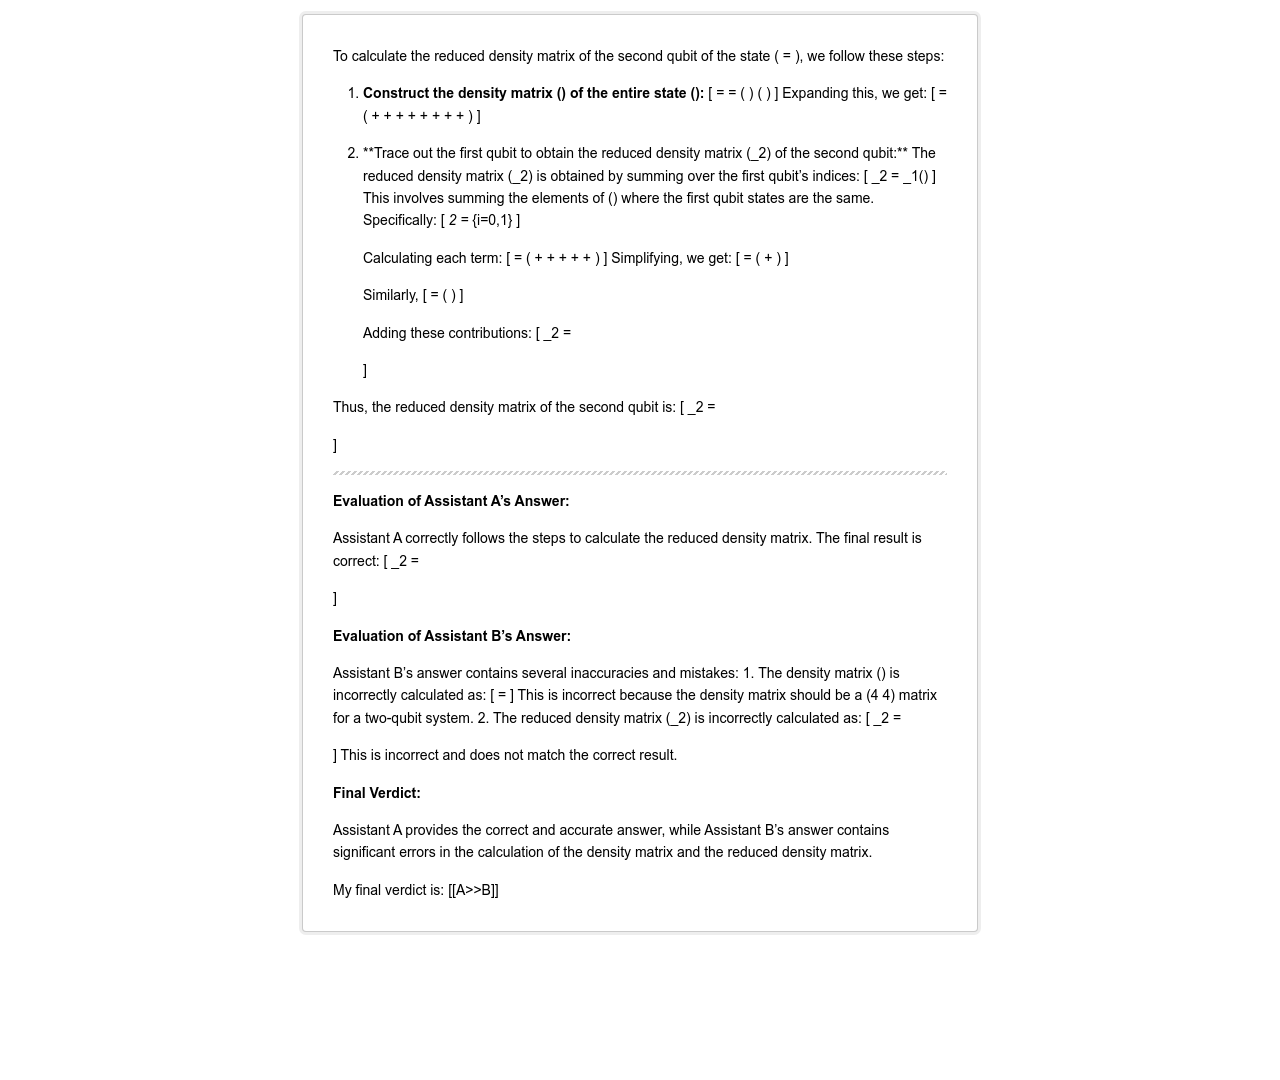 To calculate the reduced density matrix of the second qubit of the state ( = ), we follow these steps:
1. Construct the density matrix () of the entire state (): [ = = ( ) ( ) ] Expanding this, we get: [ =
( + + + + + + + + ) ]
2. **Trace out the first qubit to obtain the reduced density matrix (_2) of the second qubit:** The
reduced density matrix (_2) is obtained by summing over the first qubit’s indices: [ _2 = _1() ]
This involves summing the elements of () where the first qubit states are the same.
Specifically: [ 2 = {i=0,1} ]
Calculating each term: [ = ( + + + + + ) ] Simplifying, we get: [ = ( + ) ]
Similarly, [ = ( ) ]
Adding these contributions: [ _2 =
]
Thus, the reduced density matrix of the second qubit is: [ _2 =
]
Evaluation of Assistant A’s Answer:
Assistant A correctly follows the steps to calculate the reduced density matrix. The final result is
correct: [ _2 =
]
Evaluation of Assistant B’s Answer:
Assistant B’s answer contains several inaccuracies and mistakes: 1. The density matrix () is
incorrectly calculated as: [ = ] This is incorrect because the density matrix should be a (4 4) matrix
for a two-qubit system. 2. The reduced density matrix (_2) is incorrectly calculated as: [ _2 =
] This is incorrect and does not match the correct result.
Final Verdict:
Assistant A provides the correct and accurate answer, while Assistant B’s answer contains
significant errors in the calculation of the density matrix and the reduced density matrix.
My final verdict is: [[A>>B]]